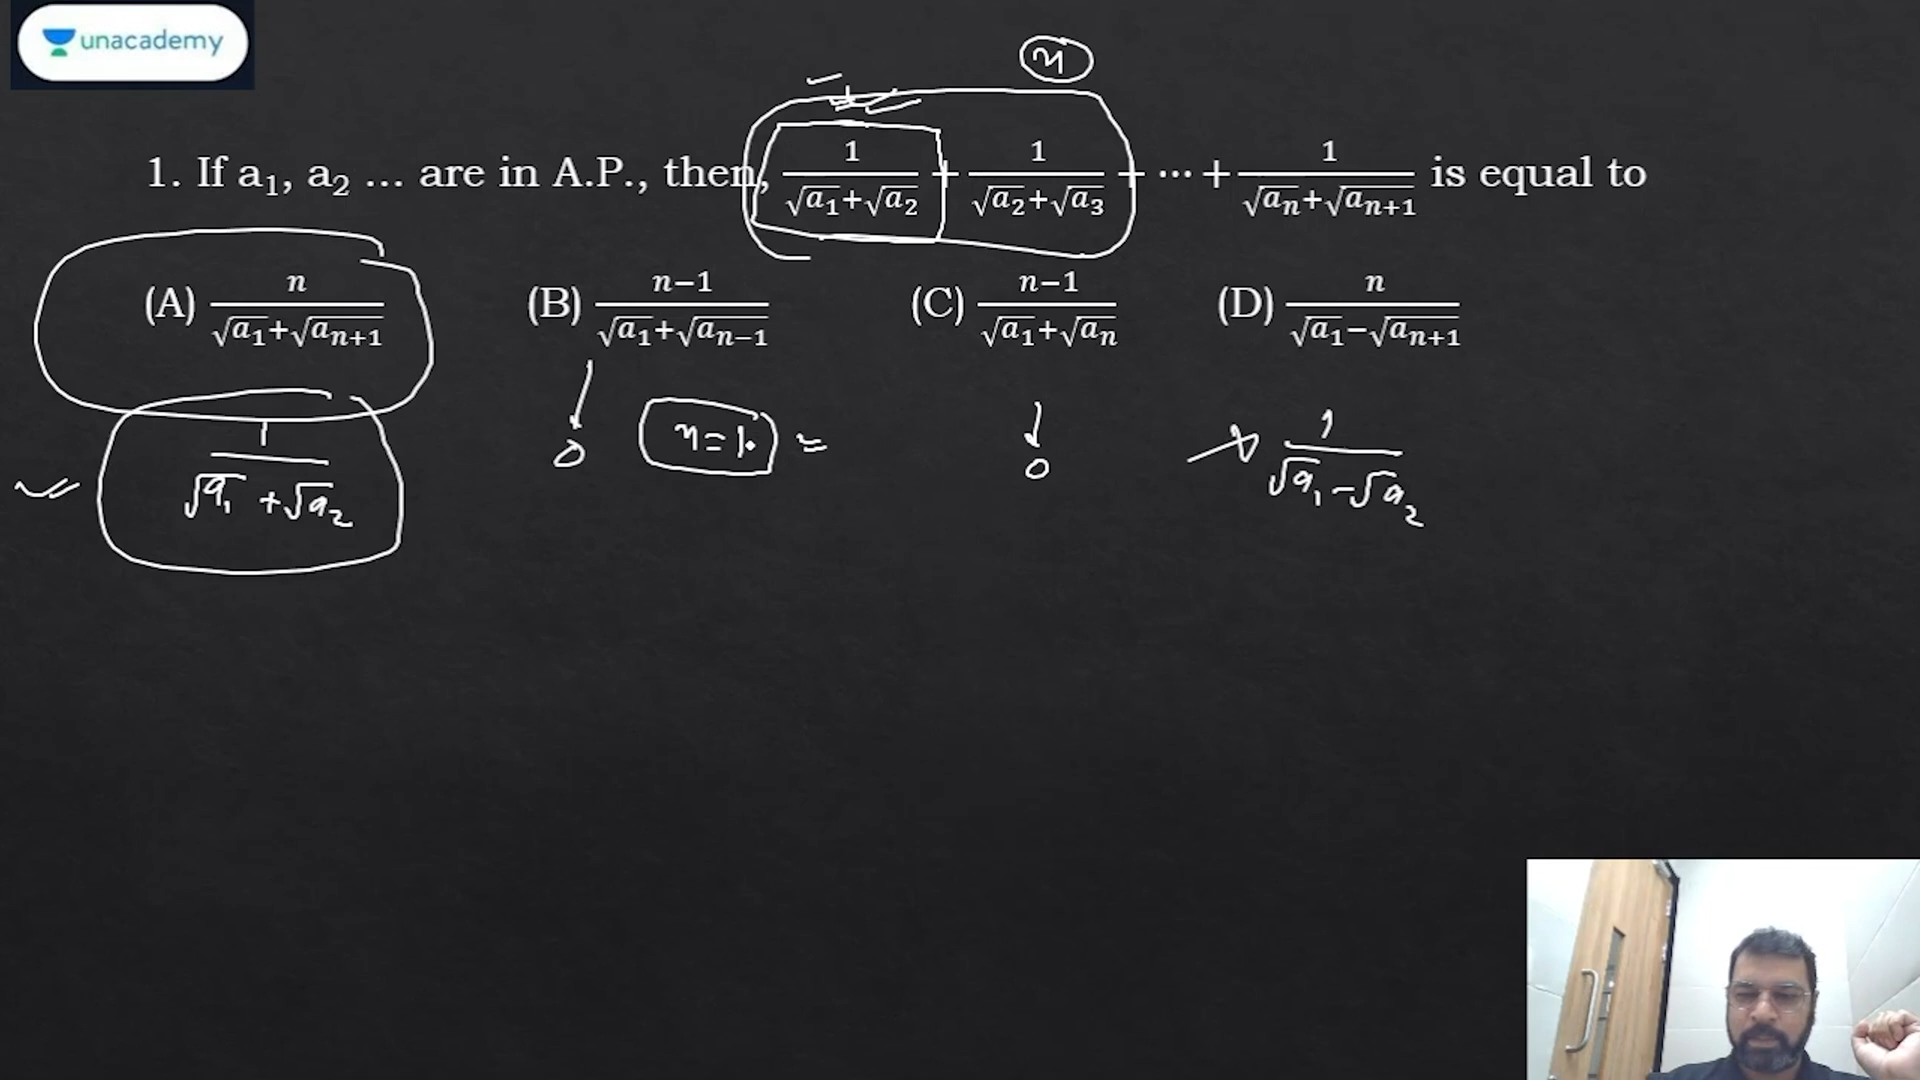 unacademy
n
1. If a₁, a₂ ... are in A.P., then, 1/(√a₁+√a₂) + 1/(√a₂+√a₃) + ⋯ + 1/(√aₙ+√aₙ₊₁) is equal to
(A) n/(√a₁+√aₙ₊₁) (B) (n−1)/(√a₁+√aₙ₋₁) (C) (n−1)/(√a₁+√aₙ) (D) n/(√a₁−√aₙ₊₁)
1/(√a₁ + √a₂) 0 n=1. = 0 1/(√a₁ − √a₂)